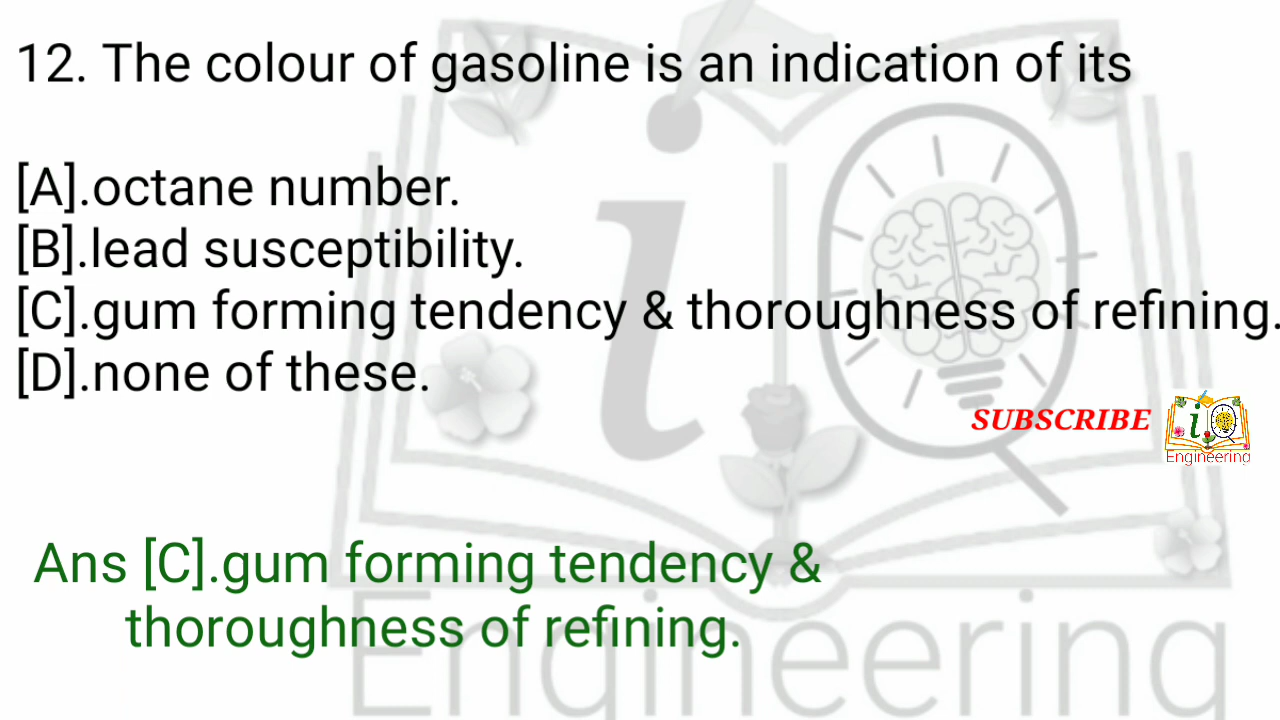 12. The colour of gasoline is an indication of its
[A].octane number.
[B].lead susceptibility.
[C].gum forming tendency & thoroughness of refining.
[D].none of these.
SUBSCRIBE
i
Engineering
Ans [C].gum forming tendency &
thoroughness of refining.
i
Engineering